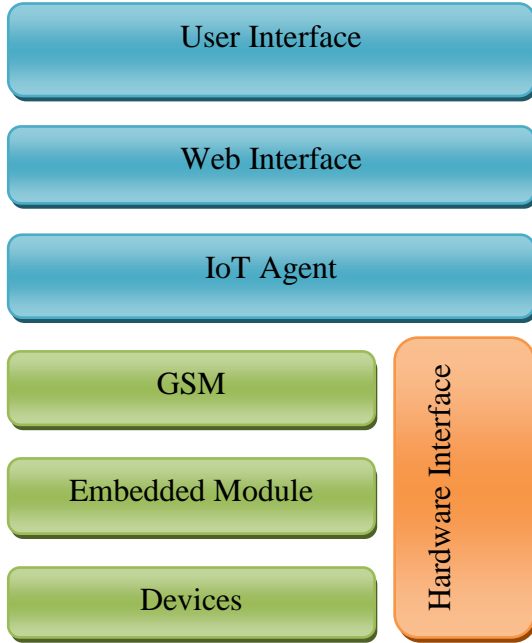 User Interface
Web Interface
IoT Agent
GSM
Embedded Module
Devices
Hardware Interface